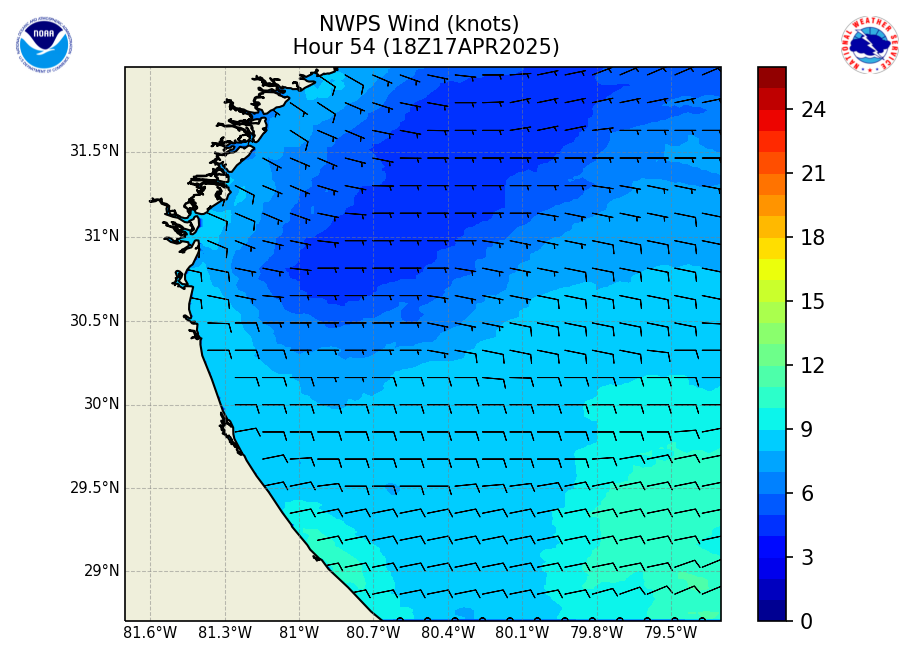 NWPS Wind (knots)
Hour 54 (18Z17APR2025)
NOAA
NATIONAL WEATHER SERVICE
31.5°N
31°N
30.5°N
30°N
29.5°N
29°N
81.6°W 81.3°W 81°W 80.7°W 80.4°W 80.1°W 79.8°W 79.5°W
24
21
18
15
12
9
6
3
0